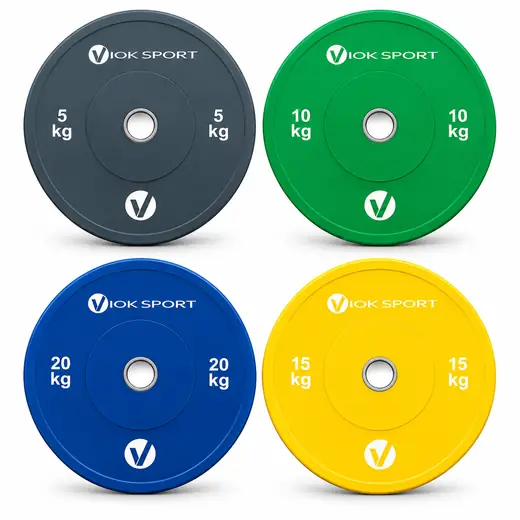 VIOK SPORT
5 kg 5 kg
V
VIOK SPORT
10 kg 10 kg
V
VIOK SPORT
20 kg 20 kg
V
VIOK SPORT
15 kg 15 kg
V